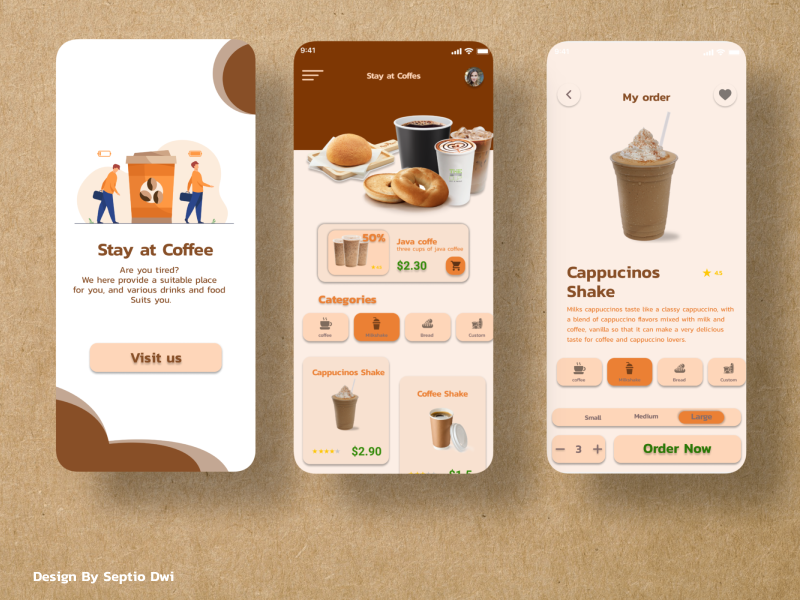 Stay at Coffee
Are you tired?
We here provide a suitable place
for you, and various drinks and food
Suits you.
Visit us
9:41
Stay at Coffes
50%
Java coffe
three cups of java coffee
$2.30
Categories
coffee
Milkshake
Bread
Custom
Cappucinos Shake
$2.90
Coffee Shake
9:41
My order
Cappucinos
Shake
4.5
Milks cappuccinos taste like a classy cappuccino, with
a blend of cappuccino flavors mixed with milk and
coffee, vanilla so that it can make a very delicious
taste for coffee and cappuccino lovers.
coffee
Milkshake
Bread
Custom
Small
Medium
Large
3
Order Now
Design By Septio Dwi